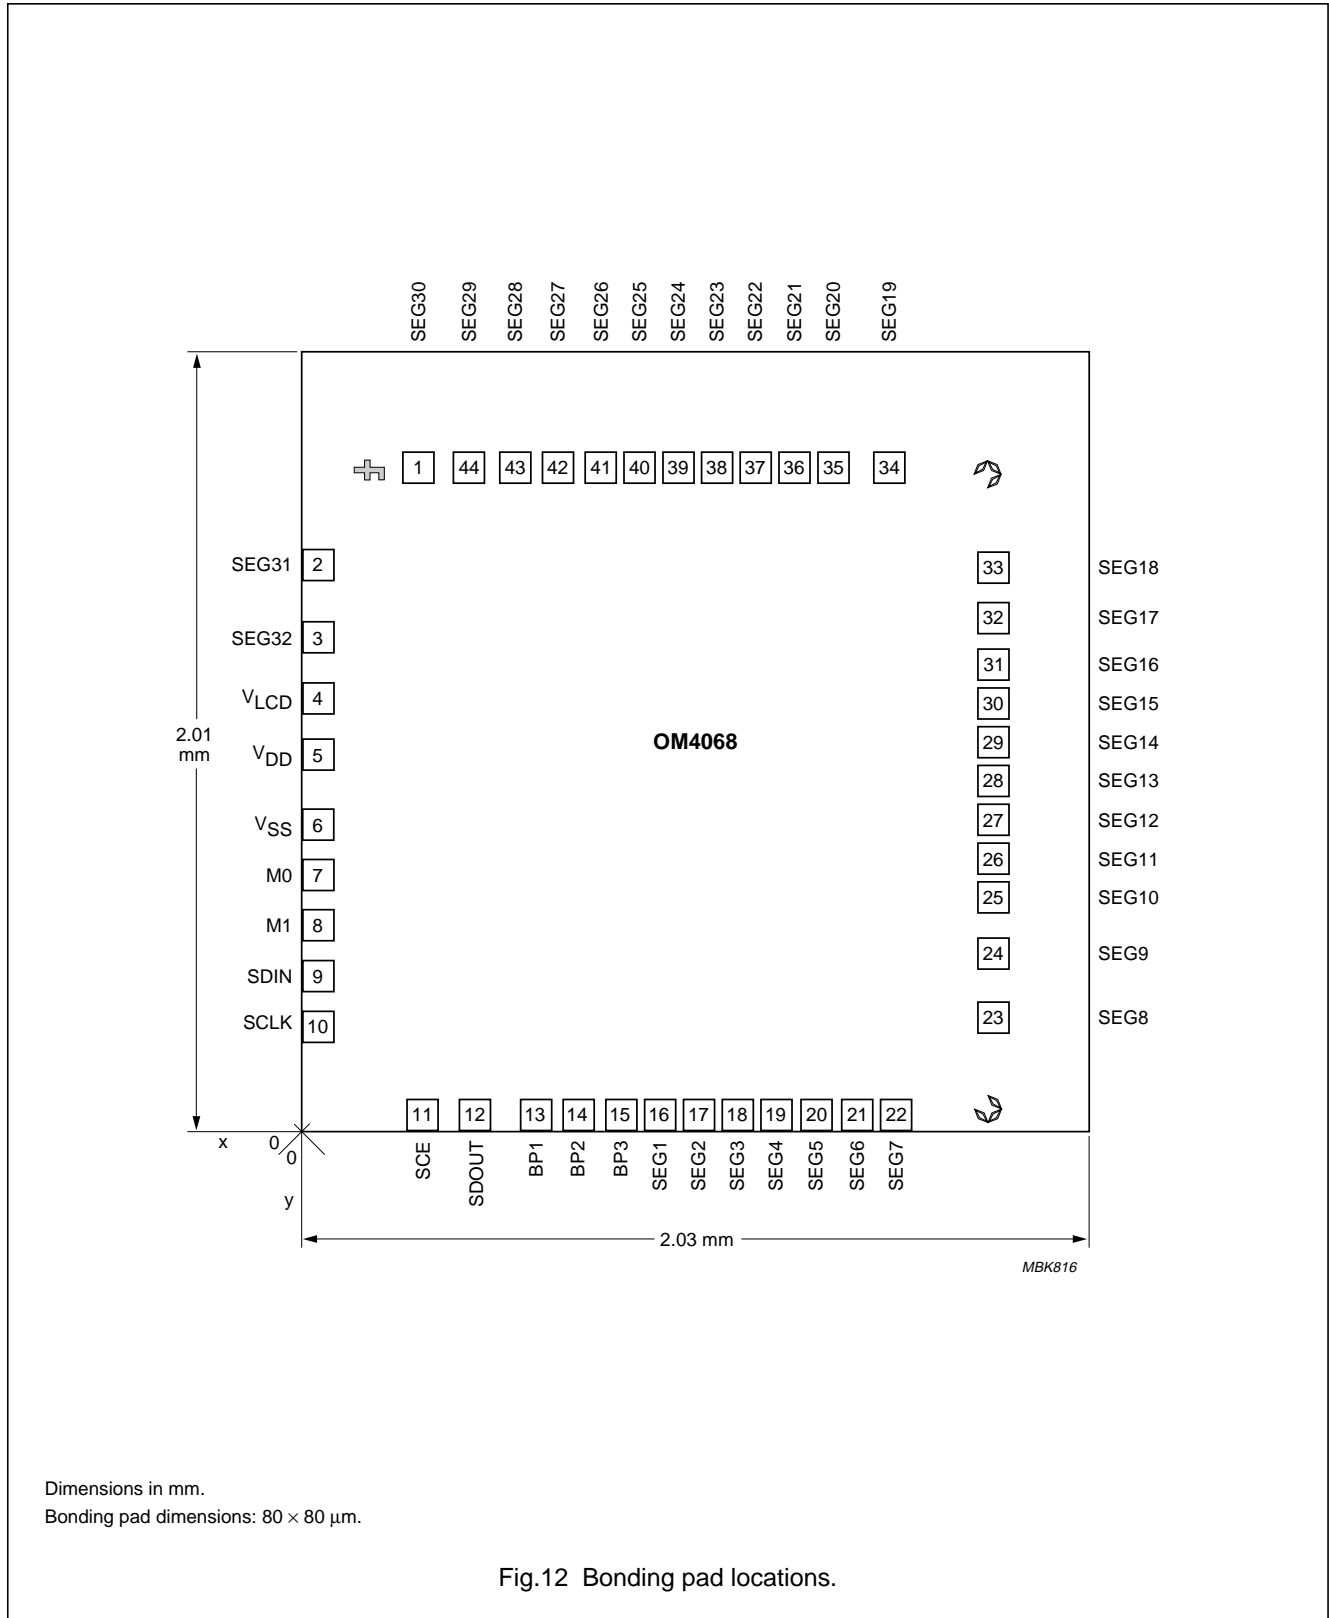 SEG30
SEG29
SEG28
SEG27
SEG26
SEG25
SEG24
SEG23
SEG22
SEG21
SEG20
SEG19
1
44
43
42
41
40
39
38
37
36
35
34
SEG31 2
33 SEG18
32 SEG17
SEG32 3
31 SEG16
VLCD 4
30 SEG15
2.01
mm
OM4068
29 SEG14
VDD 5
28 SEG13
VSS 6
27 SEG12
26 SEG11
M0 7
25 SEG10
M1 8
24 SEG9
SDIN 9
23 SEG8
SCLK 10
11
12
13
14
15
16
17
18
19
20
21
22
x 0
0
y
SCE
SDOUT
BP1
BP2
BP3
SEG1
SEG2
SEG3
SEG4
SEG5
SEG6
SEG7
2.03 mm
MBK816
Dimensions in mm.
Bonding pad dimensions: 80 × 80 µm.
Fig.12 Bonding pad locations.